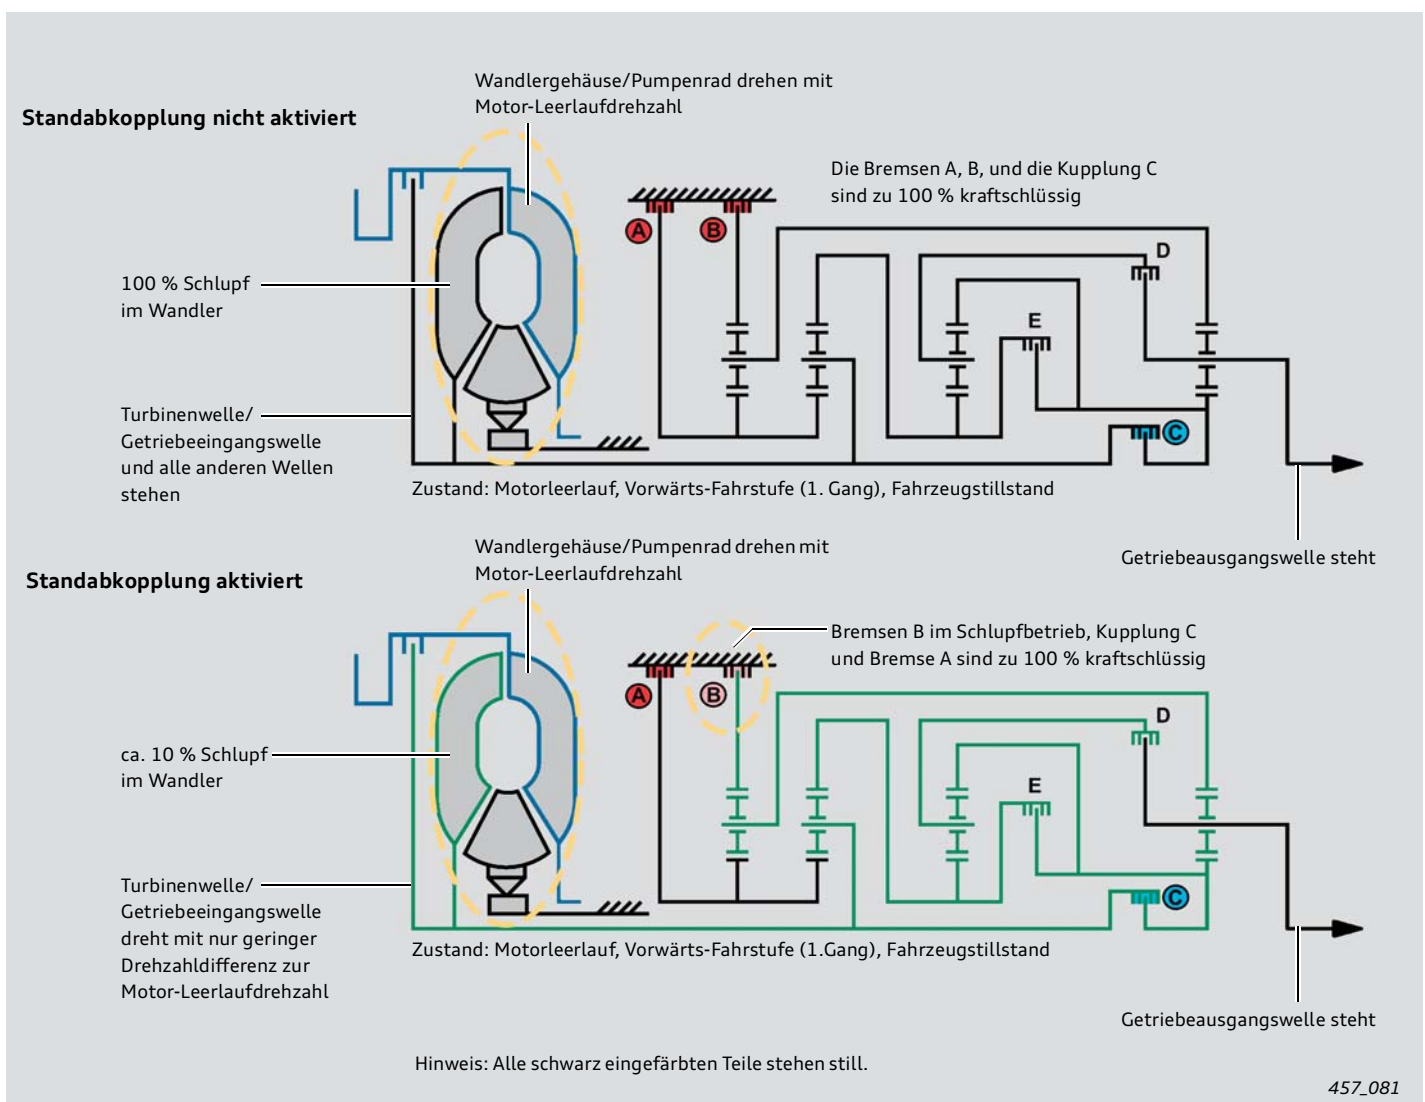 Wandlergehäuse/Pumpenrad drehen mit
Motor-Leerlaufdrehzahl
Standabkopplung nicht aktiviert
Die Bremsen A, B, und die Kupplung C
sind zu 100 % kraftschlüssig
A
B
D
100 % Schlupf
im Wandler
E
Turbinenwelle/
Getriebeeingangswelle
und alle anderen Wellen
stehen
C
Zustand: Motorleerlauf, Vorwärts-Fahrstufe (1. Gang), Fahrzeugstillstand
Getriebeausgangswelle steht
Wandlergehäuse/Pumpenrad drehen mit
Motor-Leerlaufdrehzahl
Standabkopplung aktiviert
Bremsen B im Schlupfbetrieb, Kupplung C
und Bremse A sind zu 100 % kraftschlüssig
A
B
D
ca. 10 % Schlupf
im Wandler
E
Turbinenwelle/
Getriebeeingangswelle
dreht mit nur geringer
Drehzahldifferenz zur
Motor-Leerlaufdrehzahl
C
Zustand: Motorleerlauf, Vorwärts-Fahrstufe (1.Gang), Fahrzeugstillstand
Getriebeausgangswelle steht
Hinweis: Alle schwarz eingefärbten Teile stehen still.
457_081